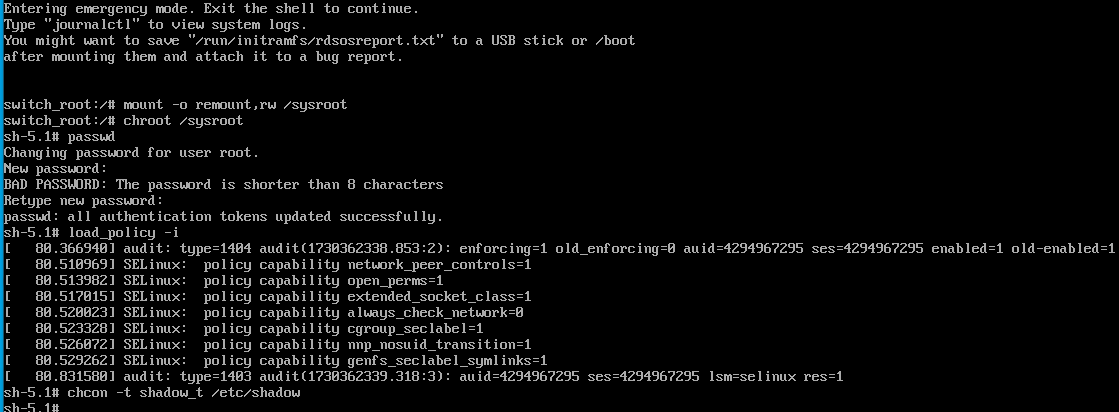 Entering emergency mode. Exit the shell to continue.
Type "journalctl" to view system logs.
You might want to save "/run/initramfs/rdsosreport.txt" to a USB stick or /boot
after mounting them and attach it to a bug report.
switch_root:/# mount -o remount,rw /sysroot
switch_root:/# chroot /sysroot
sh-5.1# passwd
Changing password for user root.
New password:
BAD PASSWORD: The password is shorter than 8 characters
Retype new password:
passwd: all authentication tokens updated successfully.
sh-5.1# load_policy -i
[   80.366940] audit: type=1404 audit(1730362338.853:2): enforcing=1 old_enforcing=0 auid=4294967295 ses=4294967295 enabled=1 old-enabled=1
[   80.510969] SELinux:  policy capability network_peer_controls=1
[   80.513982] SELinux:  policy capability open_perms=1
[   80.517015] SELinux:  policy capability extended_socket_class=1
[   80.520023] SELinux:  policy capability always_check_network=0
[   80.523328] SELinux:  policy capability cgroup_seclabel=1
[   80.526072] SELinux:  policy capability nnp_nosuid_transition=1
[   80.529262] SELinux:  policy capability genfs_seclabel_symlinks=1
[   80.831580] audit: type=1403 audit(1730362339.318:3): auid=4294967295 ses=4294967295 lsm=selinux res=1
sh-5.1# chcon -t shadow_t /etc/shadow
sh-5.1#